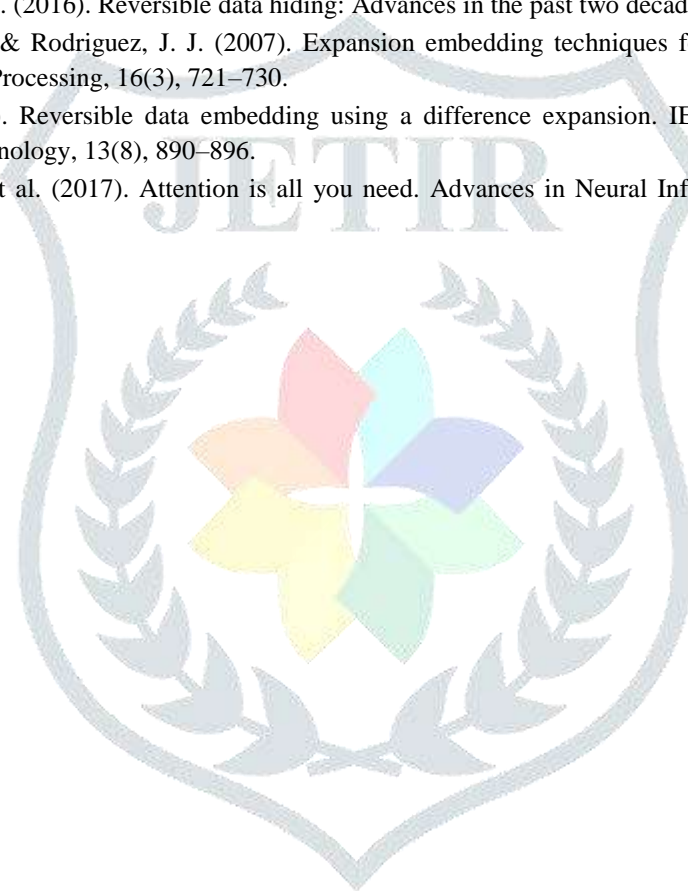 . (2016). Reversible data hiding: Advances in the past two decad
& Rodriguez, J. J. (2007). Expansion embedding techniques f
rocessing, 16(3), 721–730.
. Reversible data embedding using a difference expansion. IE
nology, 13(8), 890–896.
t al. (2017). Attention is all you need. Advances in Neural Inf
JETIR